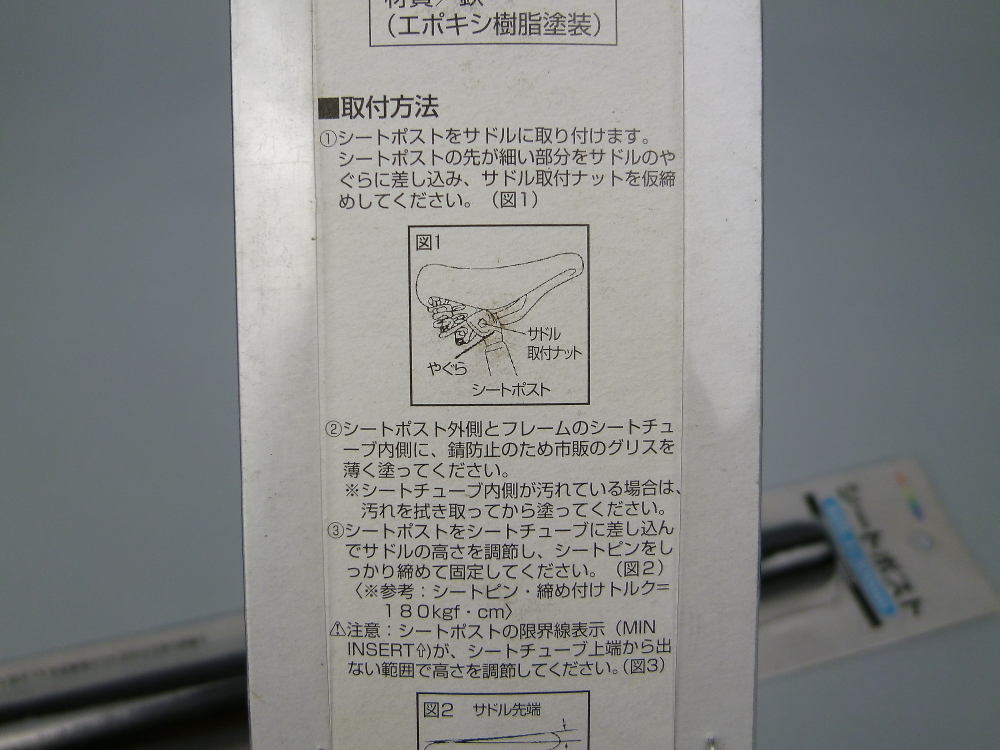 材質／鉄
（エポキシ樹脂塗装）
■取付方法
①シートポストをサドルに取り付けます。
シートポストの先が細い部分をサドルのや
ぐらに差し込み、サドル取付ナットを仮締
めしてください。（図1）
図1
サドル
取付ナット
やぐら
シートポスト
②シートポスト外側とフレームのシートチュ
ーブ内側に、錆防止のため市販のグリスを
薄く塗ってください。
※シートチューブ内側が汚れている場合は、
汚れを拭き取ってから塗ってください。
③シートポストをシートチューブに差し込ん
でサドルの高さを調節し、シートピンをし
っかり締めて固定してください。（図2）
〈※参考：シートピン・締め付けトルク＝
180kgf・cm〉
⚠注意：シートポストの限界線表示（MIN
INSERT⇧)が、シートチューブ上端から出
ない範囲で高さを調節してください。（図3）
図2 サドル先端
シートポスト